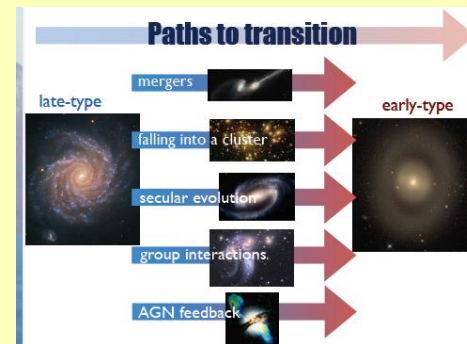 Paths to transition
mergers
late-type
early-type
falling into a cluster
secular evolution
group interactions
AGN feedback